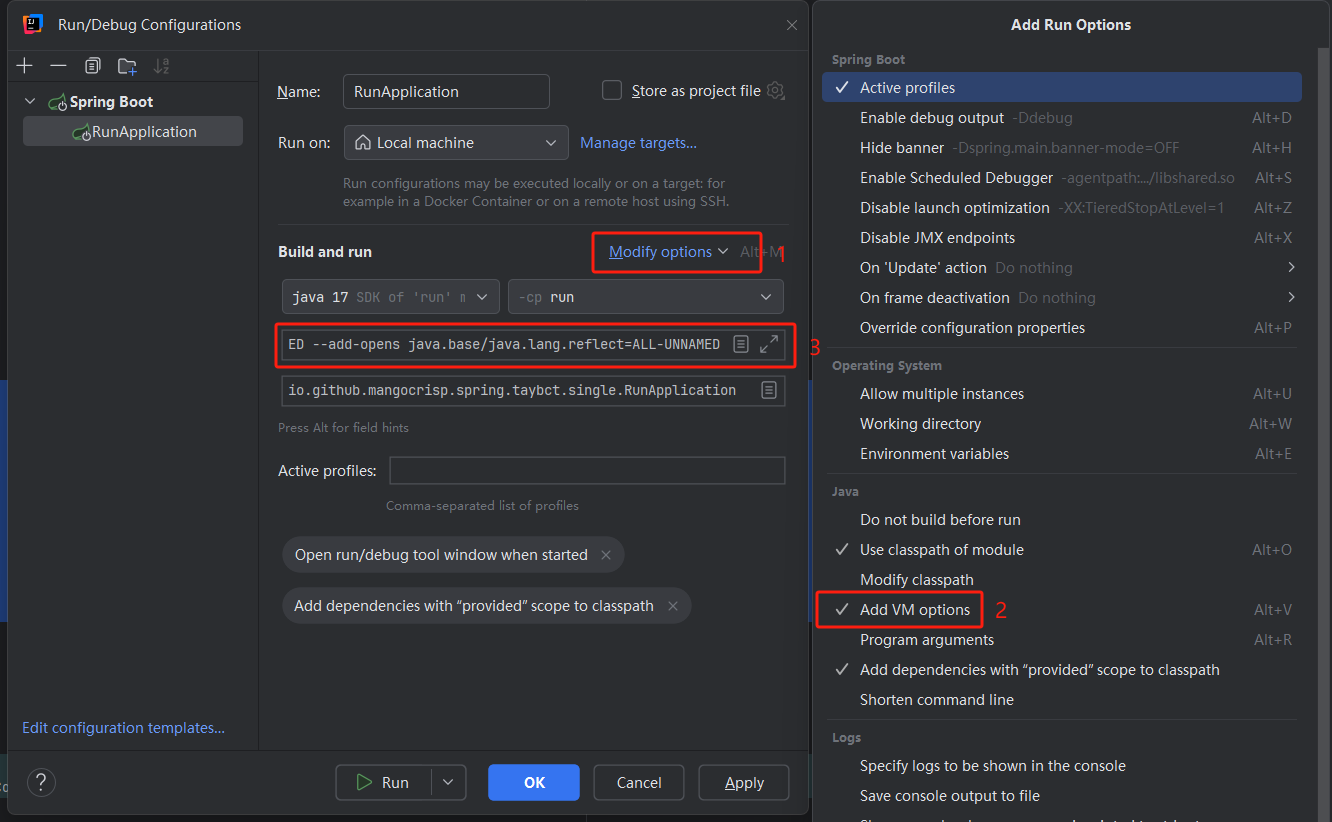 Run/Debug Configurations
Spring Boot
RunApplication
Edit configuration templates...
Name: RunApplication Store as project file
Run on: Local machine Manage targets...
Run configurations may be executed locally or on a target: for
example in a Docker Container or on a remote host using SSH.
Build and run Modify options Alt+M 1
java 17 SDK of 'run' -cp run
ED --add-opens java.base/java.lang.reflect=ALL-UNNAMED 3
io.github.mangocrisp.spring.taybct.single.RunApplication
Press Alt for field hints
Active profiles:
Comma-separated list of profiles
Open run/debug tool window when started
Add dependencies with “provided” scope to classpath
? Run OK Cancel Apply
Add Run Options
Spring Boot
Active profiles
Enable debug output -Ddebug Alt+D
Hide banner -Dspring.main.banner-mode=OFF Alt+H
Enable Scheduled Debugger -agentpath:.../libshared.so Alt+S
Disable launch optimization -XX:TieredStopAtLevel=1 Alt+Z
Disable JMX endpoints Alt+X
On 'Update' action Do nothing
On frame deactivation Do nothing
Override configuration properties Alt+P
Operating System
Allow multiple instances Alt+U
Working directory Alt+W
Environment variables Alt+E
Java
Do not build before run
Use classpath of module Alt+O
Modify classpath
Add VM options 2 Alt+V
Program arguments Alt+R
Add dependencies with “provided” scope to classpath
Shorten command line
Logs
Specify logs to be shown in the console
Save console output to file